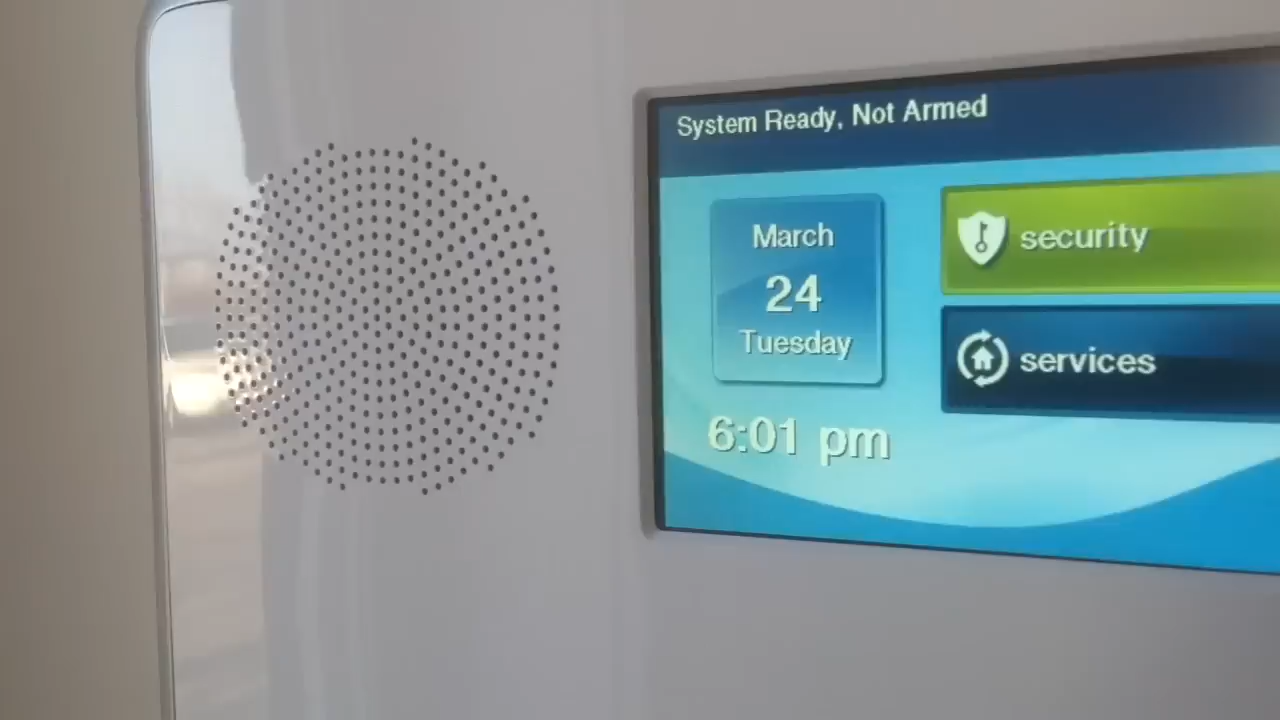 System Ready, Not Armed
March
24
Tuesday
6:01 pm
security
services